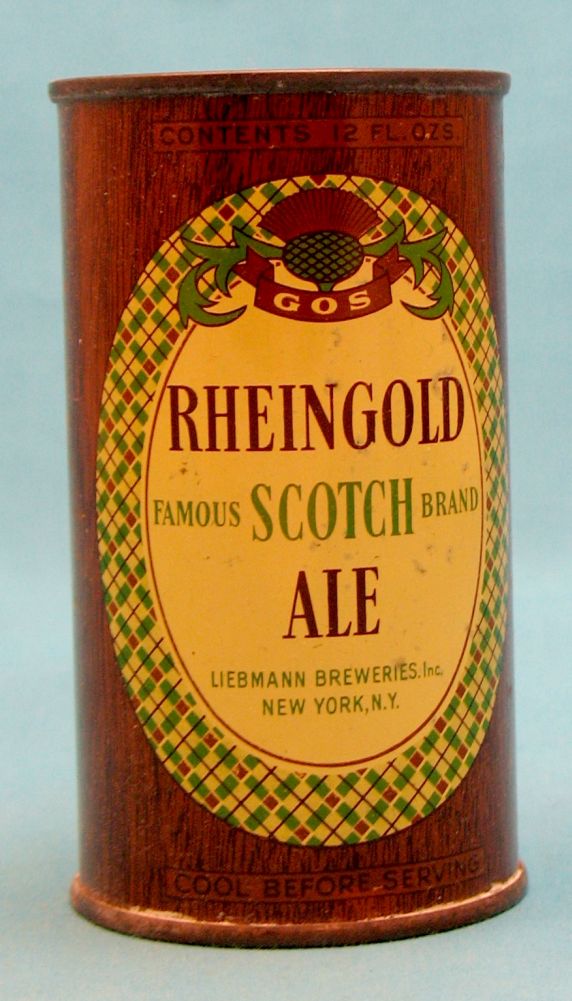 CONTENTS 12 FL. OZS.
GOS
RHEINGOLD
FAMOUS SCOTCH BRAND
ALE
LIEBMANN BREWERIES. Inc.
NEW YORK, N.Y.
COOL BEFORE SERVING